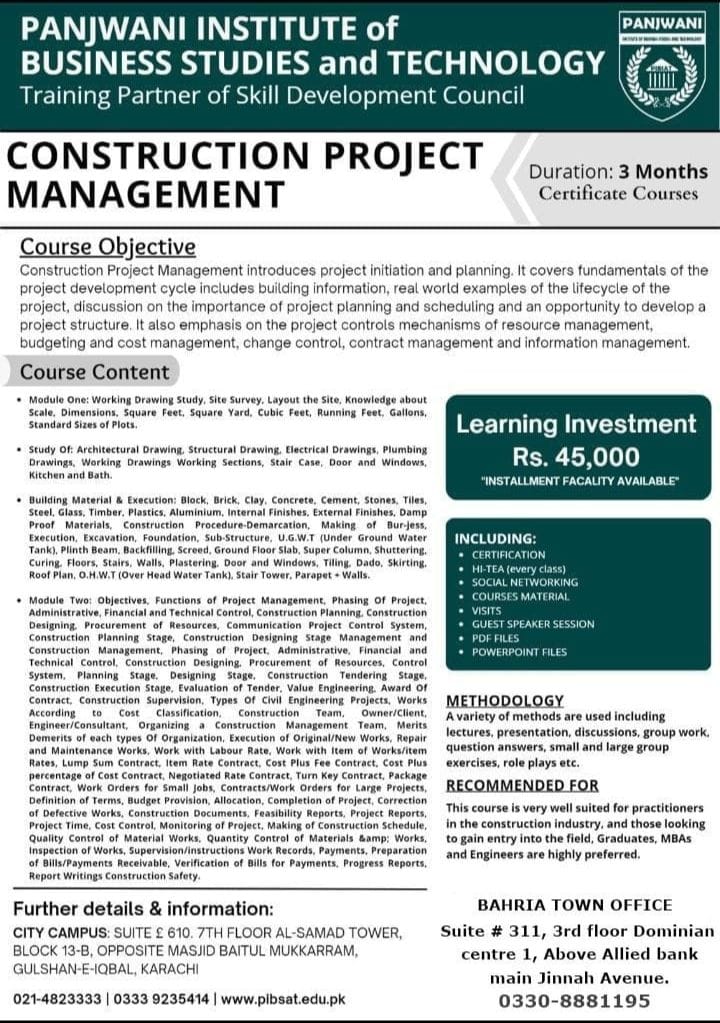 PANJWANI INSTITUTE of
BUSINESS STUDIES and TECHNOLOGY
Training Partner of Skill Development Council
PANJWANI
PIBSAT
CONSTRUCTION PROJECT
MANAGEMENT
Duration: 3 Months
Certificate Courses
Course Objective
Construction Project Management introduces project initiation and planning. It covers fundamentals of the
project development cycle includes building information, real world examples of the lifecycle of the
project, discussion on the importance of project planning and scheduling and an opportunity to develop a
project structure. It also emphasis on the project controls mechanisms of resource management,
budgeting and cost management, change control, contract management and information management.
Course Content
• Module One: Working Drawing Study, Site Survey, Layout the Site, Knowledge about
Scale, Dimensions, Square Feet, Square Yard, Cubic Feet, Running Feet, Gallons,
Standard Sizes of Plots.
• Study Of: Architectural Drawing, Structural Drawing, Electrical Drawings, Plumbing
Drawings, Working Drawings Working Sections, Stair Case, Door and Windows,
Kitchen and Bath.
• Building Material & Execution: Block, Brick, Clay, Concrete, Cement, Stones, Tiles,
Steel, Glass, Timber, Plastics, Aluminium, Internal Finishes, External Finishes, Damp
Proof Materials, Construction Procedure-Demarcation, Making of Bur-Jess,
Execution, Excavation, Foundation, Sub-Structure, U.G.W.T (Under Ground Water
Tank), Plinth Beam, Backfilling, Screed, Ground Floor Slab, Super Column, Shuttering,
Curing, Floors, Stairs, Walls, Plastering, Door and Windows, Tiling, Dado, Skirting,
Roof Plan, O.H.W.T (Over Head Water Tank), Stair Tower, Parapet + Walls.
• Module Two: Objectives, Functions of Project Management, Phasing Of Project,
Administrative, Financial and Technical Control, Construction Planning, Construction
Designing, Procurement of Resources, Communication Project Control System,
Construction Planning Stage, Construction Designing Stage Management and
Construction Management, Phasing of Project, Administrative, Financial and
Technical Control, Construction Designing, Procurement of Resources, Control
System, Planning Stage, Designing Stage, Construction Tendering Stage,
Construction Execution Stage, Evaluation of Tender, Value Engineering, Award Of
Contract, Construction Supervision, Types Of Civil Engineering Projects, Works
According to Cost Classification, Construction Team, Owner/Client,
Engineer/Consultant, Organizing a Construction Management Team, Merits
Demerits of each types Of Organization, Execution of Original/New Works, Repair
and Maintenance Works, Work with Labour Rate, Work with Item of Works/item
Rates, Lump Sum Contract, Item Rate Contract, Cost Plus Fee Contract, Cost Plus
percentage of Cost Contract, Negotiated Rate Contract, Turn Key Contract, Package
Contract, Work Orders for Small Jobs, Contracts/Work Orders for Large Projects,
Definition of Terms, Budget Provision, Allocation, Completion of Project, Correction
of Defective Works, Construction Documents, Feasibility Reports, Project Reports,
Project Time, Cost Control, Monitoring of Project, Making of Construction Schedule,
Quality Control of Material Works, Quantity Control of Materials &amp; Works,
Inspection of Works, Supervision/instructions Work Records, Payments, Preparation
of Bills/Payments Receivable, Verification of Bills for Payments, Progress Reports,
Report Writings Construction Safety.
Learning Investment
Rs. 45,000
"INSTALLMENT FACALITY AVAILABLE"
INCLUDING:
• CERTIFICATION
• HI-TEA (every class)
• SOCIAL NETWORKING
• COURSES MATERIAL
• VISITS
• GUEST SPEAKER SESSION
• PDF FILES
• POWERPOINT FILES
METHODOLOGY
A variety of methods are used including
lectures, presentation, discussions, group work,
question answers, small and large group
exercises, role plays etc.
RECOMMENDED FOR
This course is very well suited for practitioners
in the construction industry, and those looking
to gain entry into the field, Graduates, MBAs
and Engineers are highly preferred.
Further details & information:
CITY CAMPUS: SUITE £ 610. 7TH FLOOR AL-SAMAD TOWER,
BLOCK 13-B, OPPOSITE MASJID BAITUL MUKKARRAM,
GULSHAN-E-IQBAL, KARACHI
021-4823333 | 0333 9235414 | www.pibsat.edu.pk
BAHRIA TOWN OFFICE
Suite # 311, 3rd floor Dominian
centre 1, Above Allied bank
main Jinnah Avenue.
0330-8881195